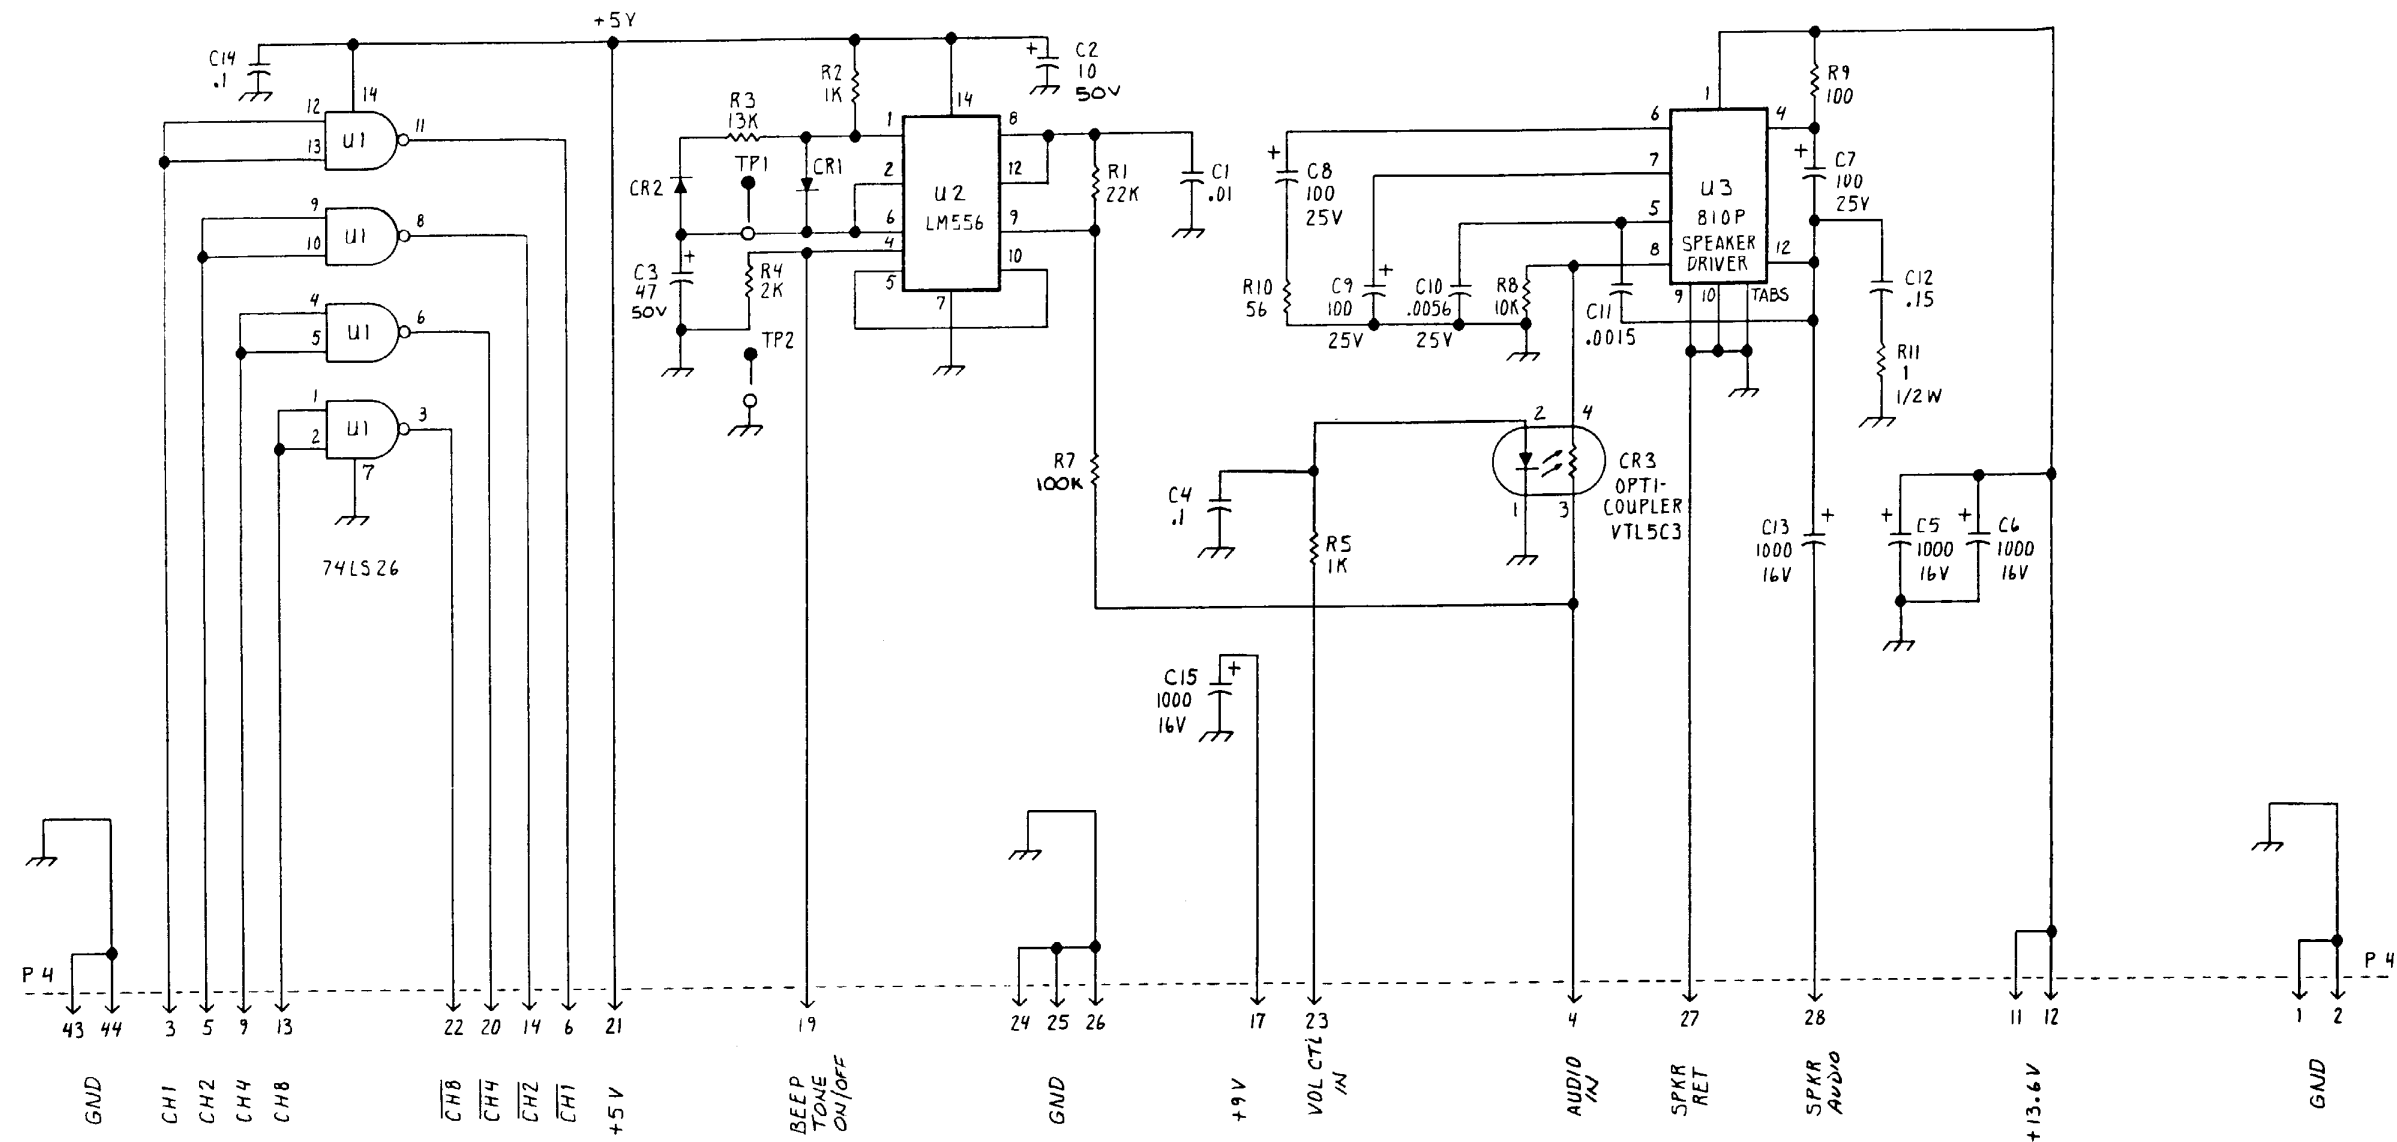 +5V
C14
.1
14
12
13
U1
11
9
10
U1
8
4
5
U1
6
1
2
U1
3
7
74LS26
R2
1K
C2
10
50V
+
R3
13K
TP1
CR1
CR2
C3
47
50V
+
R4
2K
TP2
14
1
2
6
4
5
U2
LM556
7
8
12
9
10
R1
22K
C1
.01
R7
100K
+
C8
100
25V
R10
56
C9
100
25V
+
C10
.0056
25V
R8
10K
C11
.0015
1
6
7
5
8
U3
810P
SPEAKER
DRIVER
4
12
9
10
TABS
R9
100
+
C7
100
25V
C12
.15
R11
1
1/2W
2
4
1
3
CR3
OPTI-
COUPLER
VTL5C3
C4
.1
R5
1K
C15
1000
16V
+
C13
1000
16V
+
+
C5
1000
16V
+
C6
1000
16V
P4
P4
43
44
3
5
9
13
22
20
14
6
21
19
24
25
26
17
23
4
27
28
11
12
1
2
GND
CH1
CH2
CH4
CH8
C̅H̅8̅
C̅H̅4̅
C̅H̅2̅
C̅H̅1̅
+5V
BEEP
TONE
ON/OFF
GND
+9V
VOL CTL
IN
AUDIO
IN
SPKR
RET
SPKR
AUDIO
+13.6V
GND